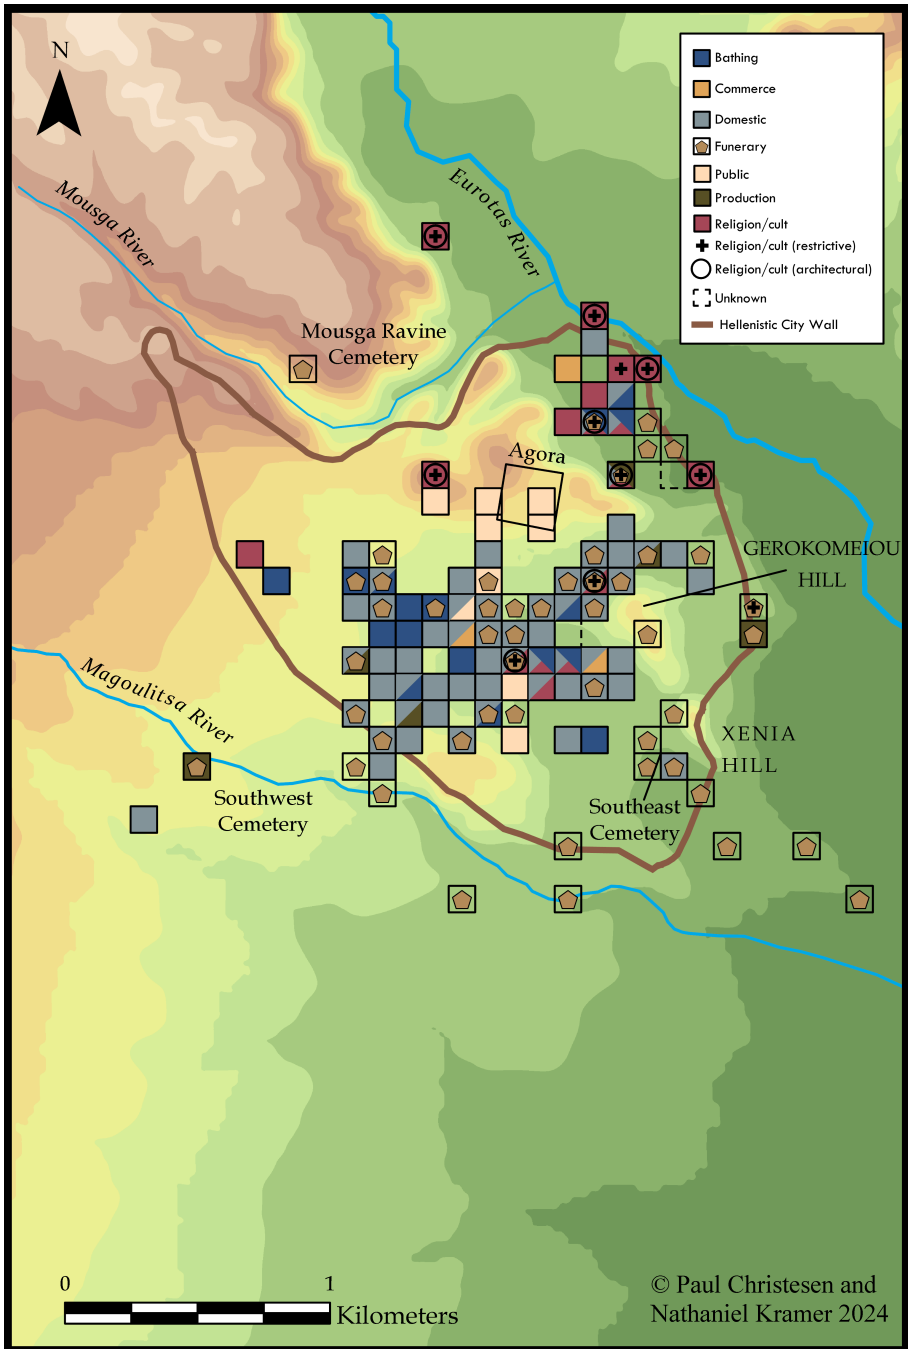 N
Bathing
Commerce
Domestic
Funerary
Public
Production
Religion/cult
Religion/cult (restrictive)
Religion/cult (architectural)
Unknown
Hellenistic City Wall
Mousga River
Eurotas River
Mousga Ravine
Cemetery
Agora
GEROKOMEIOU
HILL
Magoulitsa River
XENIA
HILL
Southwest
Cemetery
Southeast
Cemetery
0 1
Kilometers
© Paul Christesen and
Nathaniel Kramer 2024